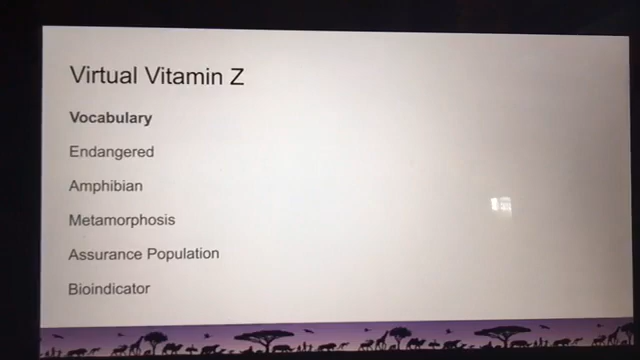 Virtual Vitamin Z
Vocabulary
Endangered
Amphibian
Metamorphosis
Assurance Population
Bioindicator